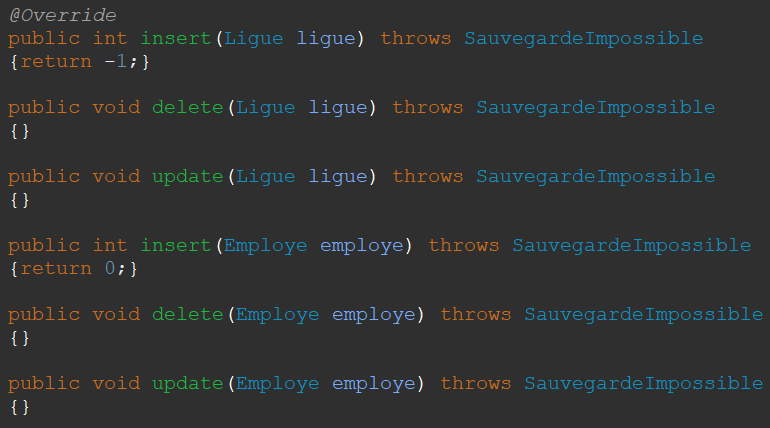 @Override
public int insert(Ligue ligue) throws SauvegardeImpossible
{return -1;}
public void delete(Ligue ligue) throws SauvegardeImpossible
{}
public void update(Ligue ligue) throws SauvegardeImpossible
{}
public int insert(Employe employe) throws SauvegardeImpossible
{return 0;}
public void delete(Employe employe) throws SauvegardeImpossible
{}
public void update(Employe employe) throws SauvegardeImpossible
{}